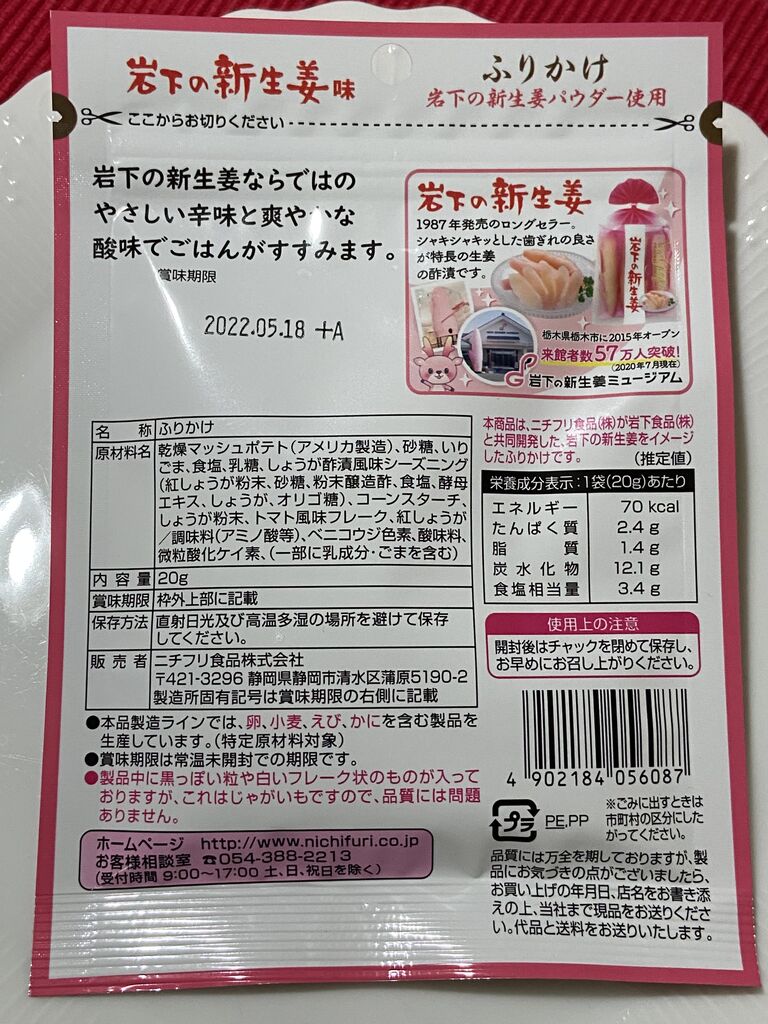 岩下の新生姜味
ふりかけ
岩下の新生姜パウダー使用
ここからお切りください
岩下の新生姜ならではの
やさしい辛味と爽やかな
酸味でごはんがすすみます。
賞味期限
2022.05.18 +A
岩下の新生姜
1987年発売のロングセラー。
シャキシャキッとした歯ぎれの良さ
が特長の生姜
の酢漬です。
岩下の新生姜
栃木県栃木市に2015年オープン
来館者数57万人突破!
(2020年7月現在)
岩下の新生姜ミュージアム
名称 ふりかけ
原材料名 乾燥マッシュポテト(アメリカ製造)、砂糖、いり
ごま、食塩、乳糖、しょうが酢漬風味シーズニング
(紅しょうが粉末、砂糖、粉末醸造酢、食塩、酵母
エキス、しょうが、オリゴ糖)、コーンスターチ、
しょうが粉末、トマト風味フレーク、紅しょうが
/調味料(アミノ酸等)、ベニコウジ色素、酸味料、
微粒酸化ケイ素、(一部に乳成分・ごまを含む)
内容量 20g
賞味期限 枠外上部に記載
保存方法 直射日光及び高温多湿の場所を避けて保存
してください。
販売者 ニチフリ食品株式会社
〒421-3296 静岡県静岡市清水区蒲原5190-2
製造所固有記号は賞味期限の右側に記載
本商品は、ニチフリ食品(株)が岩下食品(株)
と共同開発した、岩下の新生姜をイメージ
したふりかけです。
(推定値)
栄養成分表示:1袋(20g)あたり
エネルギー 70 kcal
たんぱく質 2.4 g
脂質 1.4 g
炭水化物 12.1 g
食塩相当量 3.4 g
使用上の注意
開封後はチャックを閉めて保存し、
お早めにお召し上がりください。
●本品製造ラインでは、卵、小麦、えび、かにを含む製品を
生産しています。(特定原材料対象)
●賞味期限は常温未開封での期限です。
●製品中に黒っぽい粒や白いフレーク状のものが入って
おりますが、これはじゃがいもですので、品質には問題
ありません。
ホームページ http://www.nichifuri.co.jp
お客様相談室 ☎054-388-2213
(受付時間 9:00〜17:00 土、日、祝日を除く)
4 902184 056087
プラ
PE,PP
※ごみに出すときは
市町村の区分にした
がってください。
品質には万全を期しておりますが、製
品にお気づきの点がございましたら、
お買い上げの年月日、店名をお書き添
えの上、当社まで現品をお送りくださ
い。代品と送料をお送りいたします。